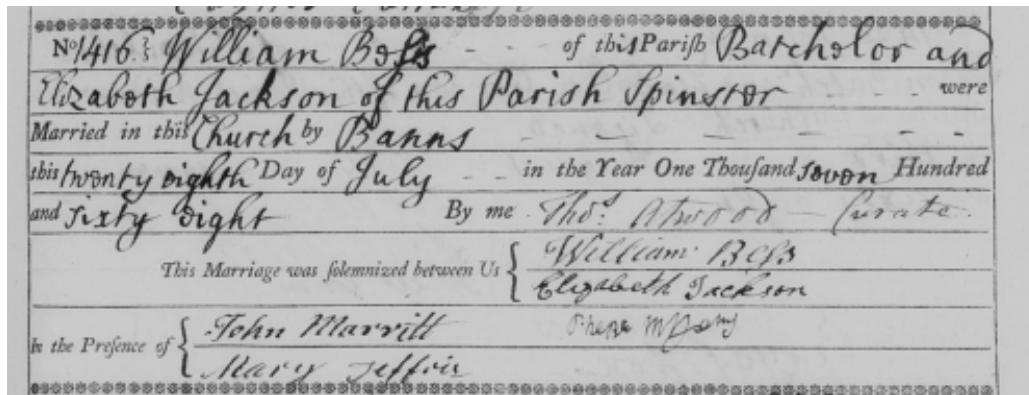 No 1416 William Beſs - - - of this Pariſh Batchelor and
Elizabeth Jackson of this Parish Spinster were
Married in this Church by Banns - - - - -
this twenty eighth Day of July - - in the Year One Thouſand seven Hundred
and sixty eight By me Thos. Atwood - Curate.
This Marriage was ſolemnized between Us { William Beſs
Elizabeth Jackson
In the Preſence of { John Marritt
Mary